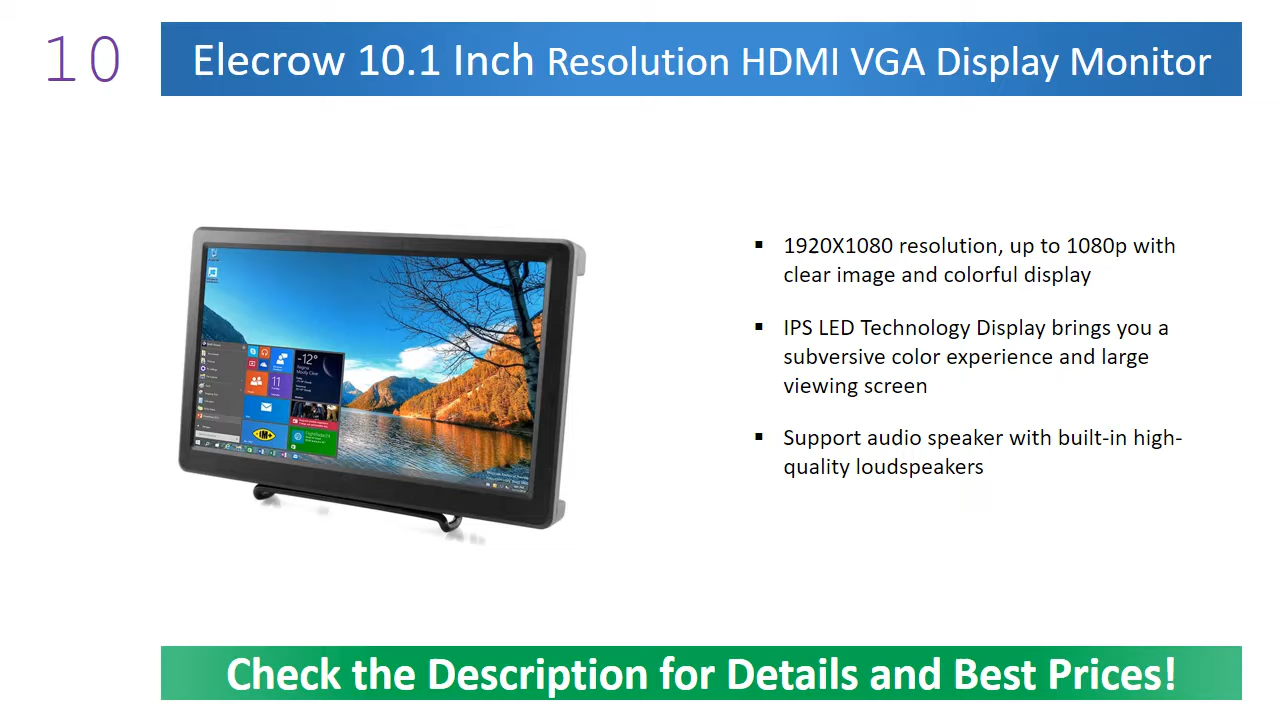 10
Elecrow 10.1 Inch Resolution HDMI VGA Display Monitor
▪ 1920X1080 resolution, up to 1080p with
clear image and colorful display
▪ IPS LED Technology Display brings you a
subversive color experience and large
viewing screen
▪ Support audio speaker with built-in high-
quality loudspeakers
-12°
11
Check the Description for Details and Best Prices!